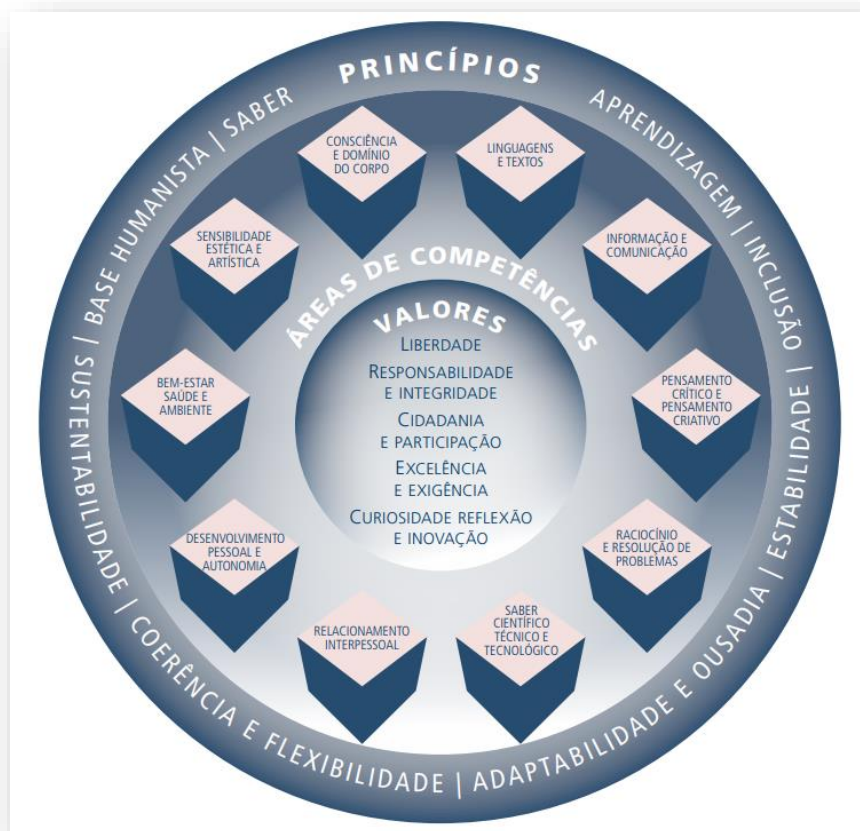 PRINCÍPIOS
APRENDIZAGEM | INCLUSÃO | ESTABILIDADE | ADAPTABILIDADE E OUSADIA | COERÊNCIA E FLEXIBILIDADE | SUSTENTABILIDADE | BASE HUMANISTA | SABER
CONSCIÊNCIA
E DOMÍNIO
DO CORPO
LINGUAGENS
E TEXTOS
SENSIBILIDADE
ESTÉTICA E
ARTÍSTICA
INFORMAÇÃO E
COMUNICAÇÃO
BEM-ESTAR
SAÚDE E
AMBIENTE
PENSAMENTO
CRÍTICO E
PENSAMENTO
CRIATIVO
DESENVOLVIMENTO
PESSOAL E
AUTONOMIA
RACIOCÍNIO
E RESOLUÇÃO DE
PROBLEMAS
RELACIONAMENTO
INTERPESSOAL
SABER
CIENTÍFICO
TÉCNICO E
TECNOLÓGICO
ÁREAS DE COMPETÊNCIAS
VALORES
LIBERDADE
RESPONSABILIDADE
E INTEGRIDADE
CIDADANIA
E PARTICIPAÇÃO
EXCELÊNCIA
E EXIGÊNCIA
CURIOSIDADE REFLEXÃO
E INOVAÇÃO